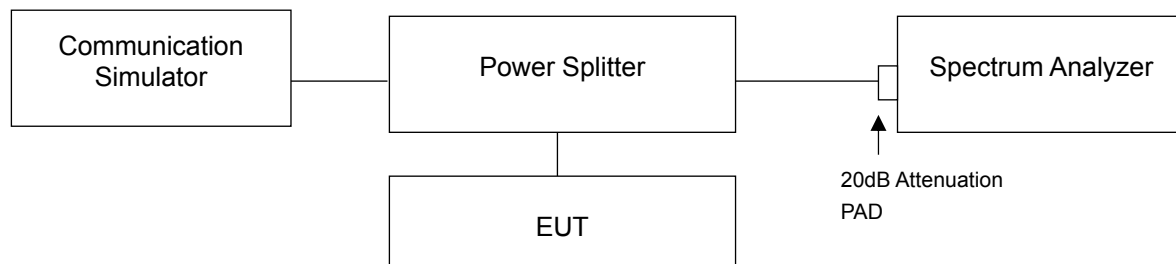 Communication
Simulator
Power Splitter
Spectrum Analyzer
20dB Attenuation
PAD
EUT